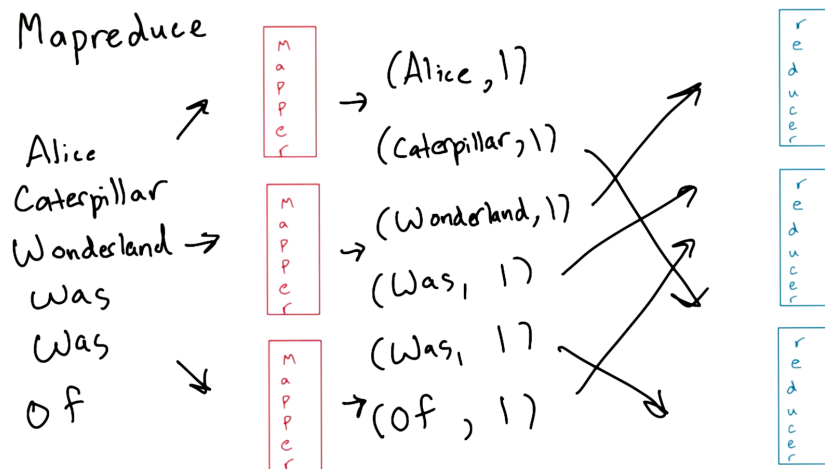 Mapreduce
Alice
Caterpillar
Wonderland
Was
Was
Of
Mapper
Mapper
Mapper
(Alice, 1)
(Caterpillar, 1)
(Wonderland, 1)
(Was, 1)
(Was, 1)
(Of, 1)
reducer
reducer
reducer